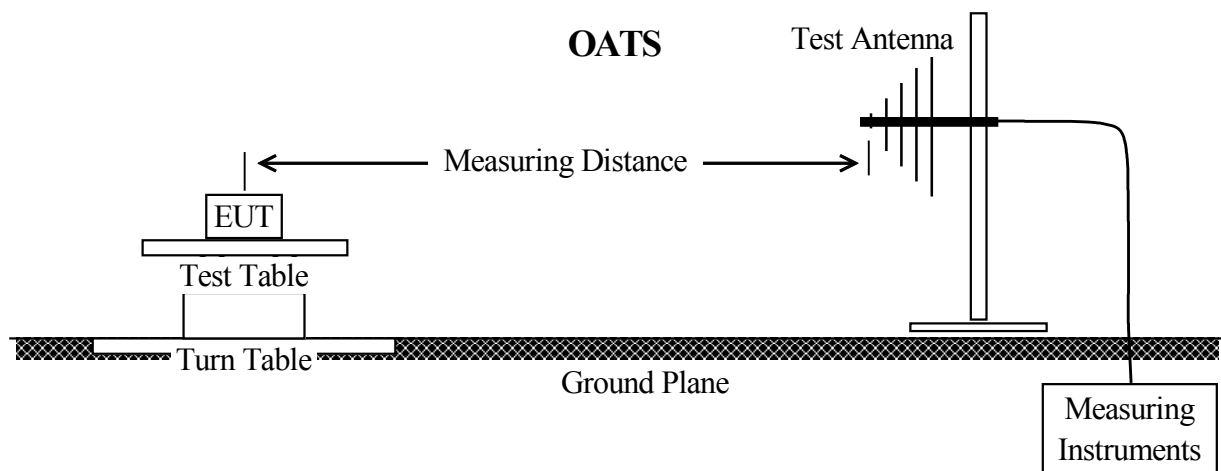 OATS
Test Antenna
Measuring Distance
EUT
Test Table
Turn Table
Ground Plane
Measuring
Instruments